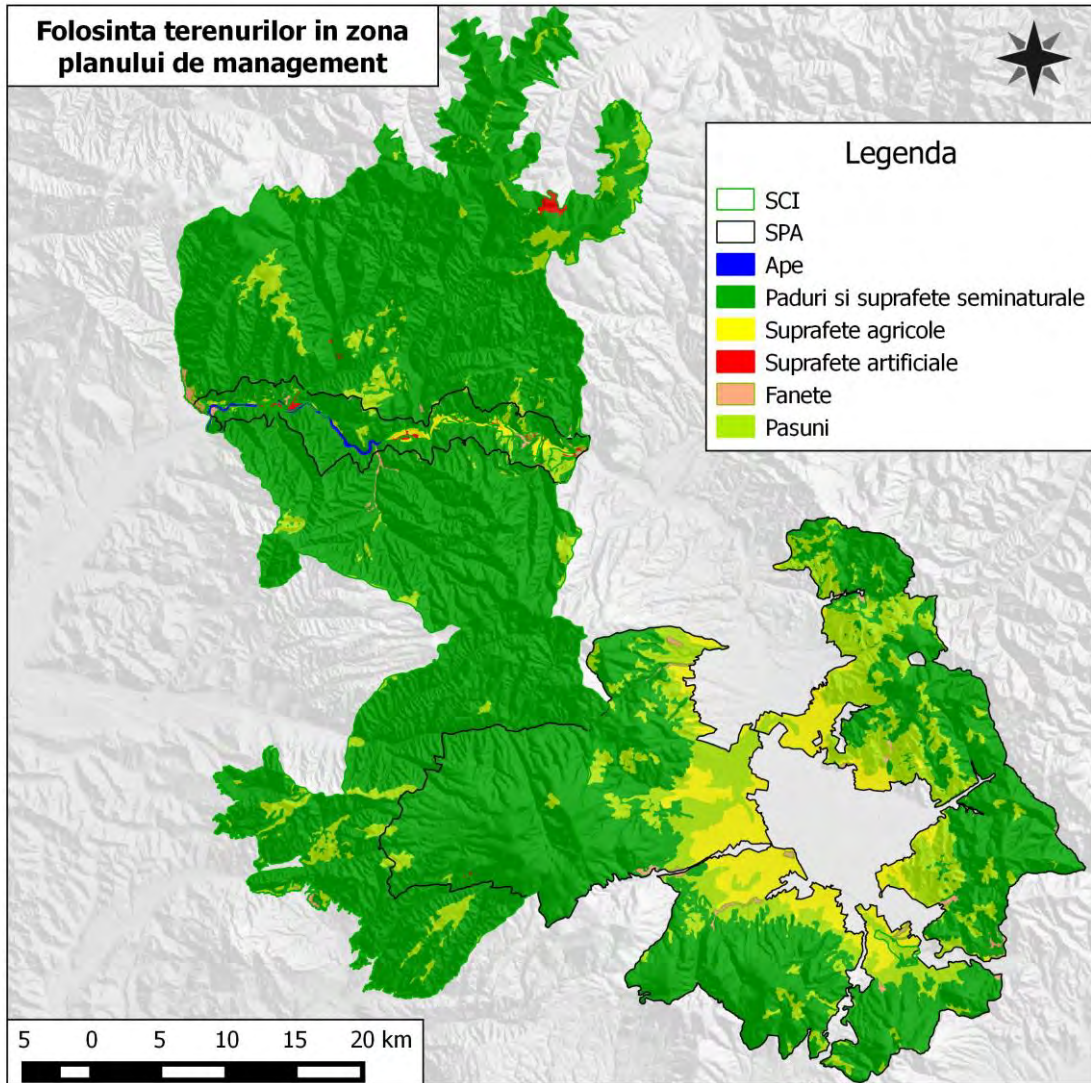 Folosinta terenurilor in zona
planului de management
Legenda
SCI
SPA
Ape
Paduri si suprafete seminaturale
Suprafete agricole
Suprafete artificiale
Fanete
Pasuni
5 0 5 10 15 20 km